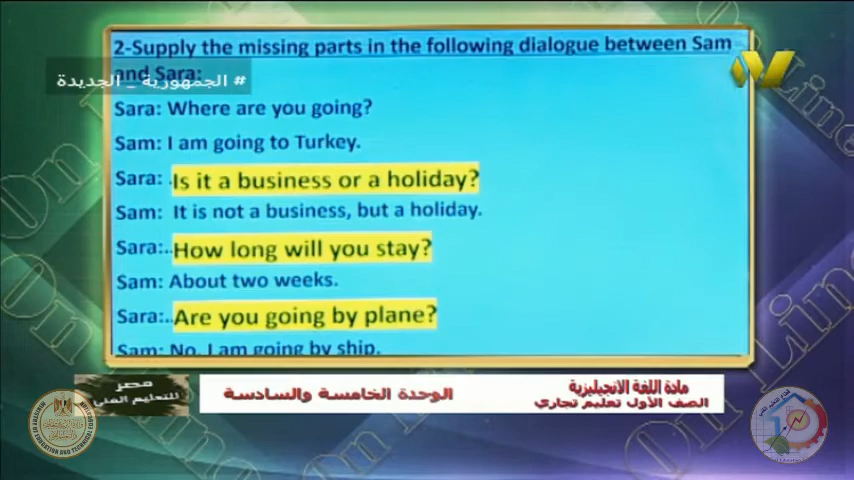 2-Supply the missing parts in the following dialogue between Sam
and Sara:
# الجمهورية _ الجديدة
Sara: Where are you going?
Sam: I am going to Turkey.
Sara: .Is it a business or a holiday?
Sam: It is not a business, but a holiday.
Sara:..How long will you stay?
Sam: About two weeks.
Sara:..Are you going by plane?
Sam: No. I am going by ship.
مصر
للتعليم الفني
الوحدة الخامسة والسادسة
مادة اللغة الانجليزية
الصف الأول تعليم تجاري
On Line